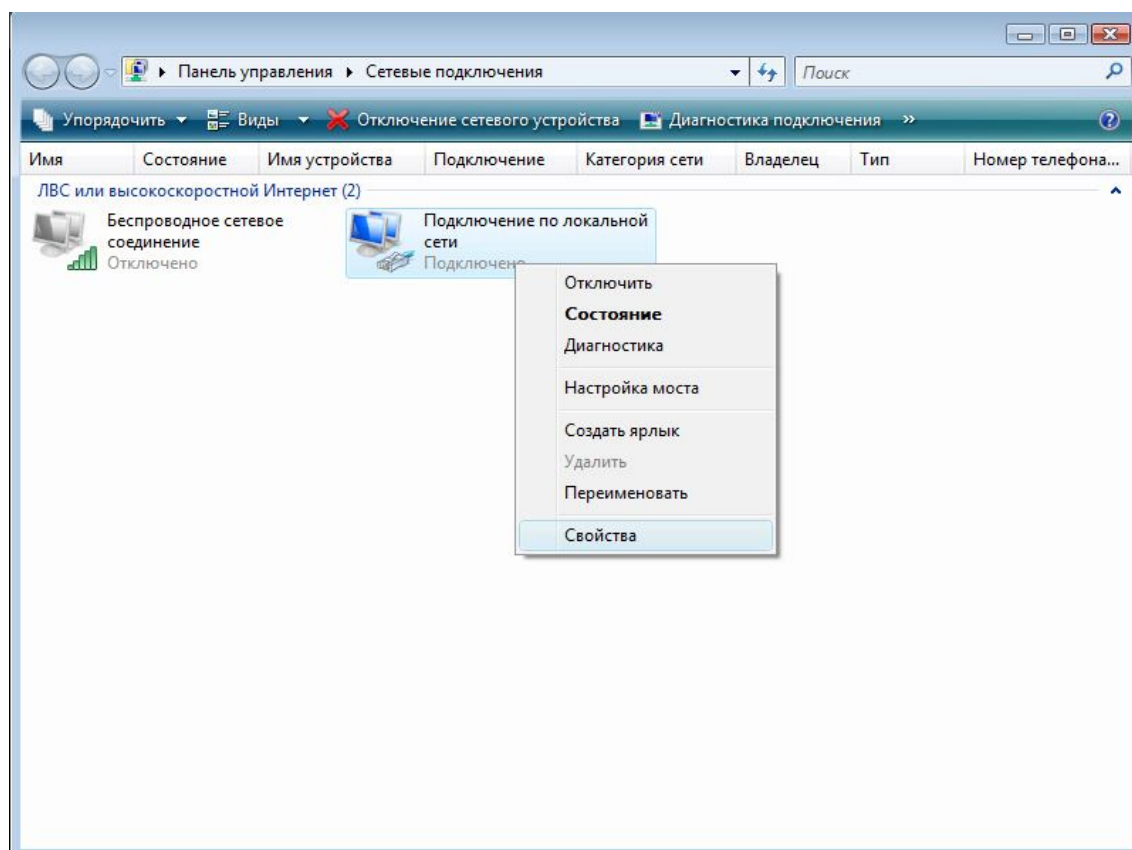 Панель управления Сетевые подключения Поиск
Упорядочить Виды Отключение сетевого устройства Диагностика подключения »
Имя Состояние Имя устройства Подключение Категория сети Владелец Тип Номер телефона...
ЛВС или высокоскоростной Интернет (2)
Беспроводное сетевое
соединение
Отключено
Подключение по локальной
сети
Подключено
Отключить
Состояние
Диагностика
Настройка моста
Создать ярлык
Удалить
Переименовать
Свойства